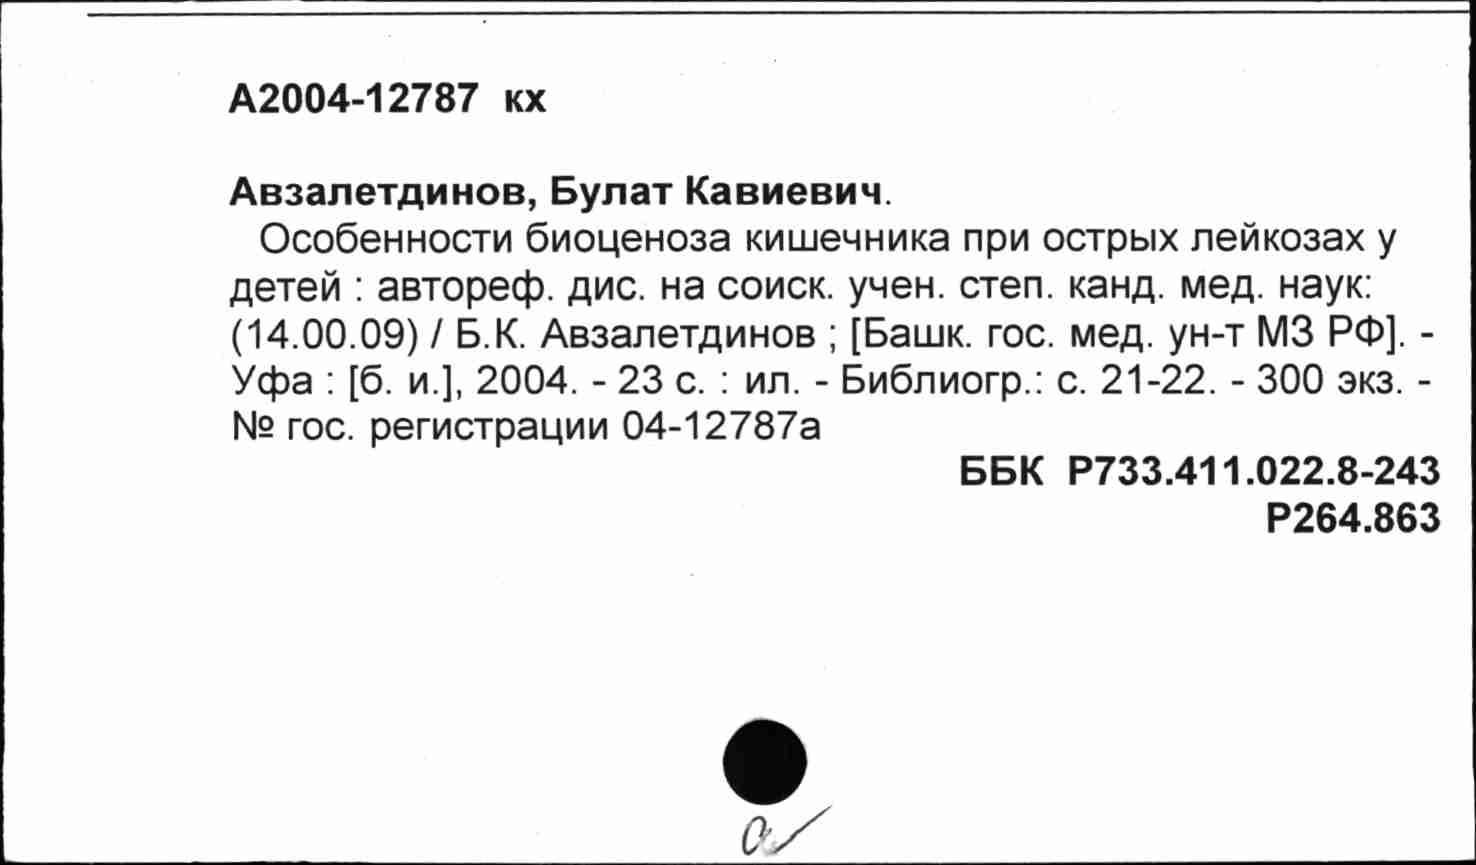 А2004-12787 кх
Авзалетдинов, Булат Кавиевич.
Особенности биоценоза кишечника при острых лейкозах у
детей : автореф. дис. на соиск. учен. степ. канд. мед. наук:
(14.00.09) / Б.К. Авзалетдинов ; [Башк. гос. мед. ун-т МЗ РФ]. -
Уфа : [б. и.], 2004. - 23 с. : ил. - Библиогр.: с. 21-22. - 300 экз. -
№ гос. регистрации 04-12787а
ББК Р733.411.022.8-243
Р264.863